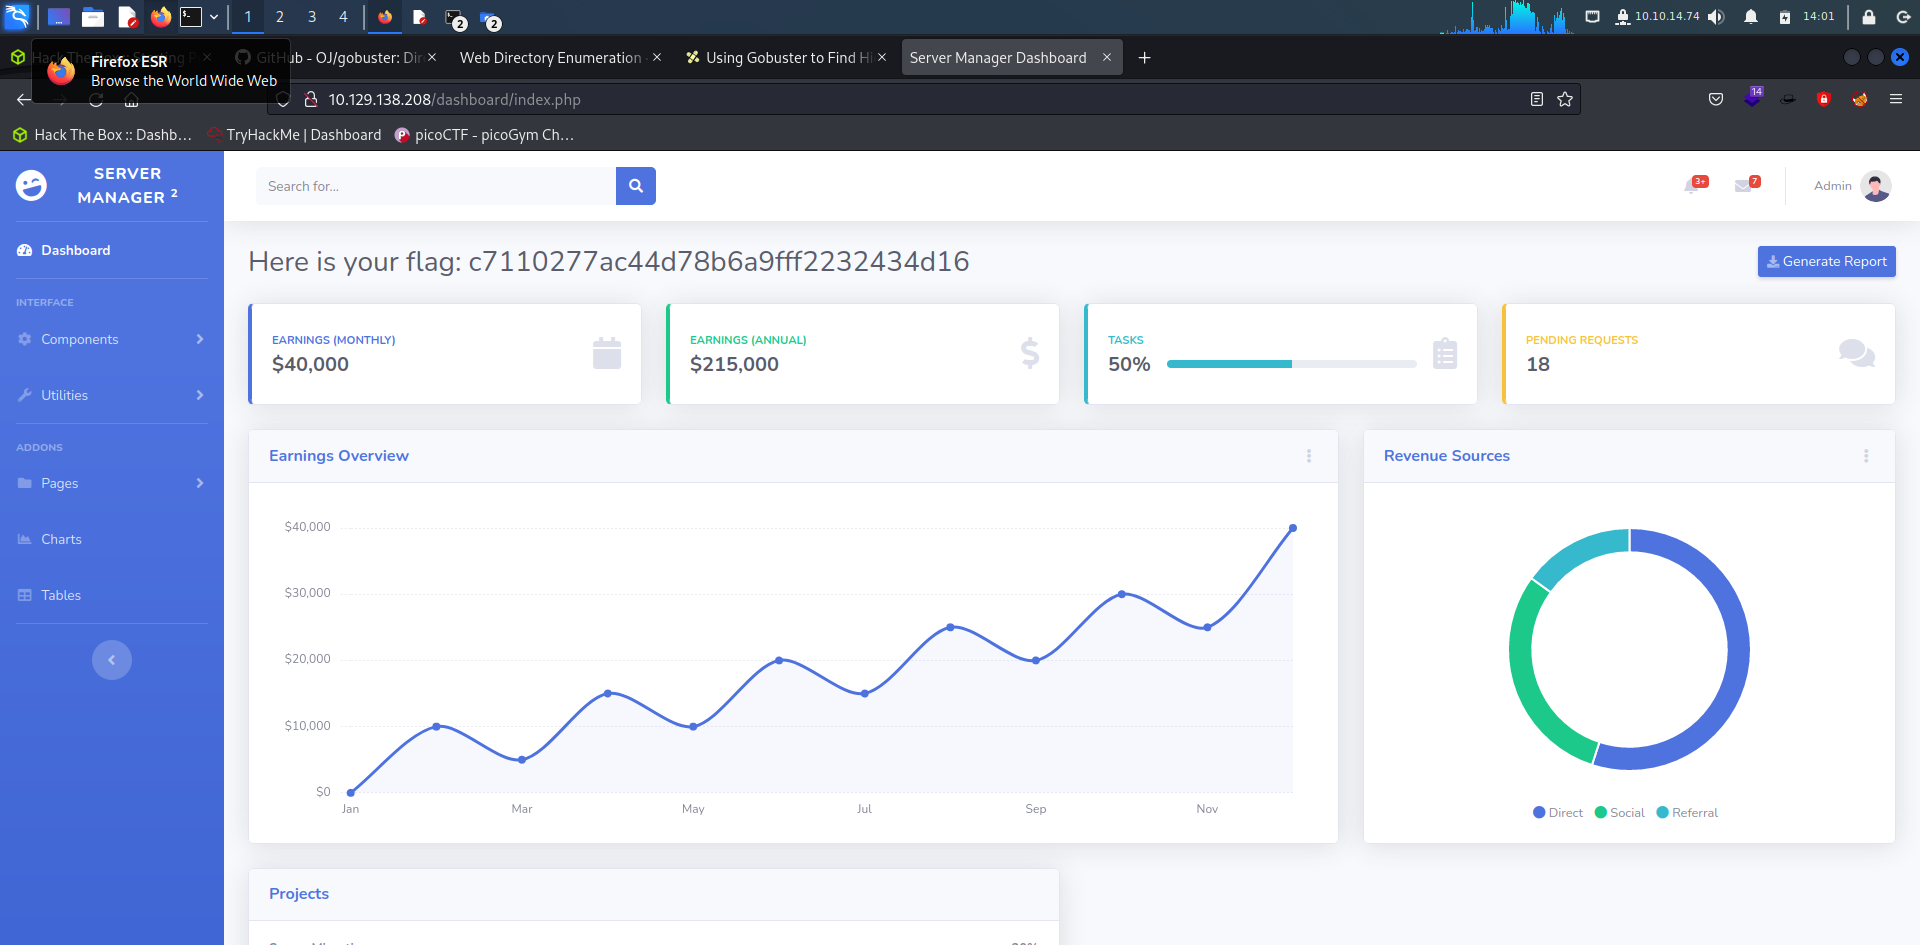 1 2 3 4
2
2
10.10.14.74
14:01
Firefox ESR
Browse the World Wide Web
GitHub - OJ/gobuster: Dir
Web Directory Enumeration
Using Gobuster to Find Hi
Server Manager Dashboard
10.129.138.208/dashboard/index.php
14
Hack The Box :: Dashb…
TryHackMe | Dashboard
picoCTF - picoGym Ch…
SERVER
MANAGER 2
Search for...
3+
7
Admin
Dashboard
INTERFACE
Components
Utilities
ADDONS
Pages
Charts
Tables
Here is your flag: c7110277ac44d78b6a9fff2232434d16
Generate Report
EARNINGS (MONTHLY)
$40,000
EARNINGS (ANNUAL)
$215,000
TASKS
50%
PENDING REQUESTS
18
Earnings Overview
$40,000
$30,000
$20,000
$10,000
$0
Jan Mar May Jul Sep Nov
Revenue Sources
Direct Social Referral
Projects